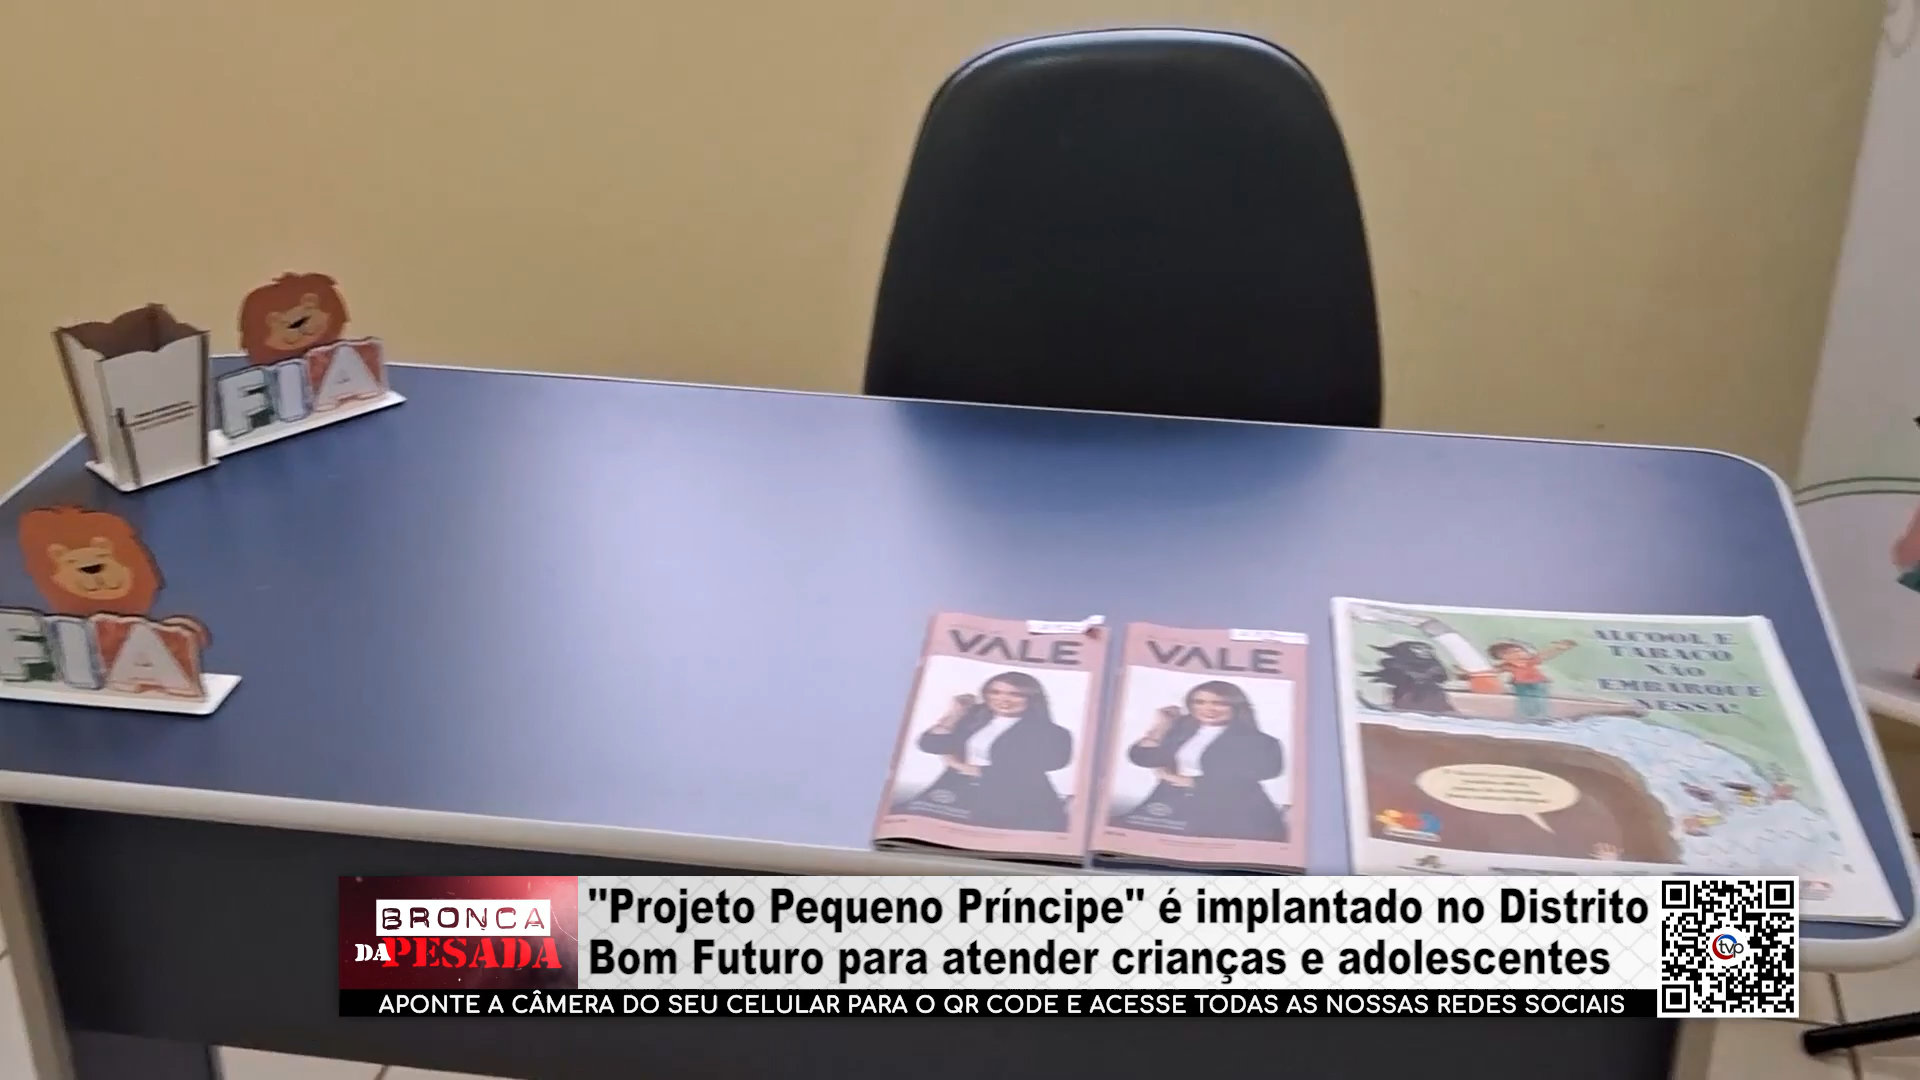 FIA
FIA
VALE
VALE
ALCOOL E
TABACO
NÃO
EMBARQUE
NESSA!
BRONCA
DA PESADA
"Projeto Pequeno Príncipe" é implantado no Distrito
Bom Futuro para atender crianças e adolescentes
tvp
APONTE A CÂMERA DO SEU CELULAR PARA O QR CODE E ACESSE TODAS AS NOSSAS REDES SOCIAIS